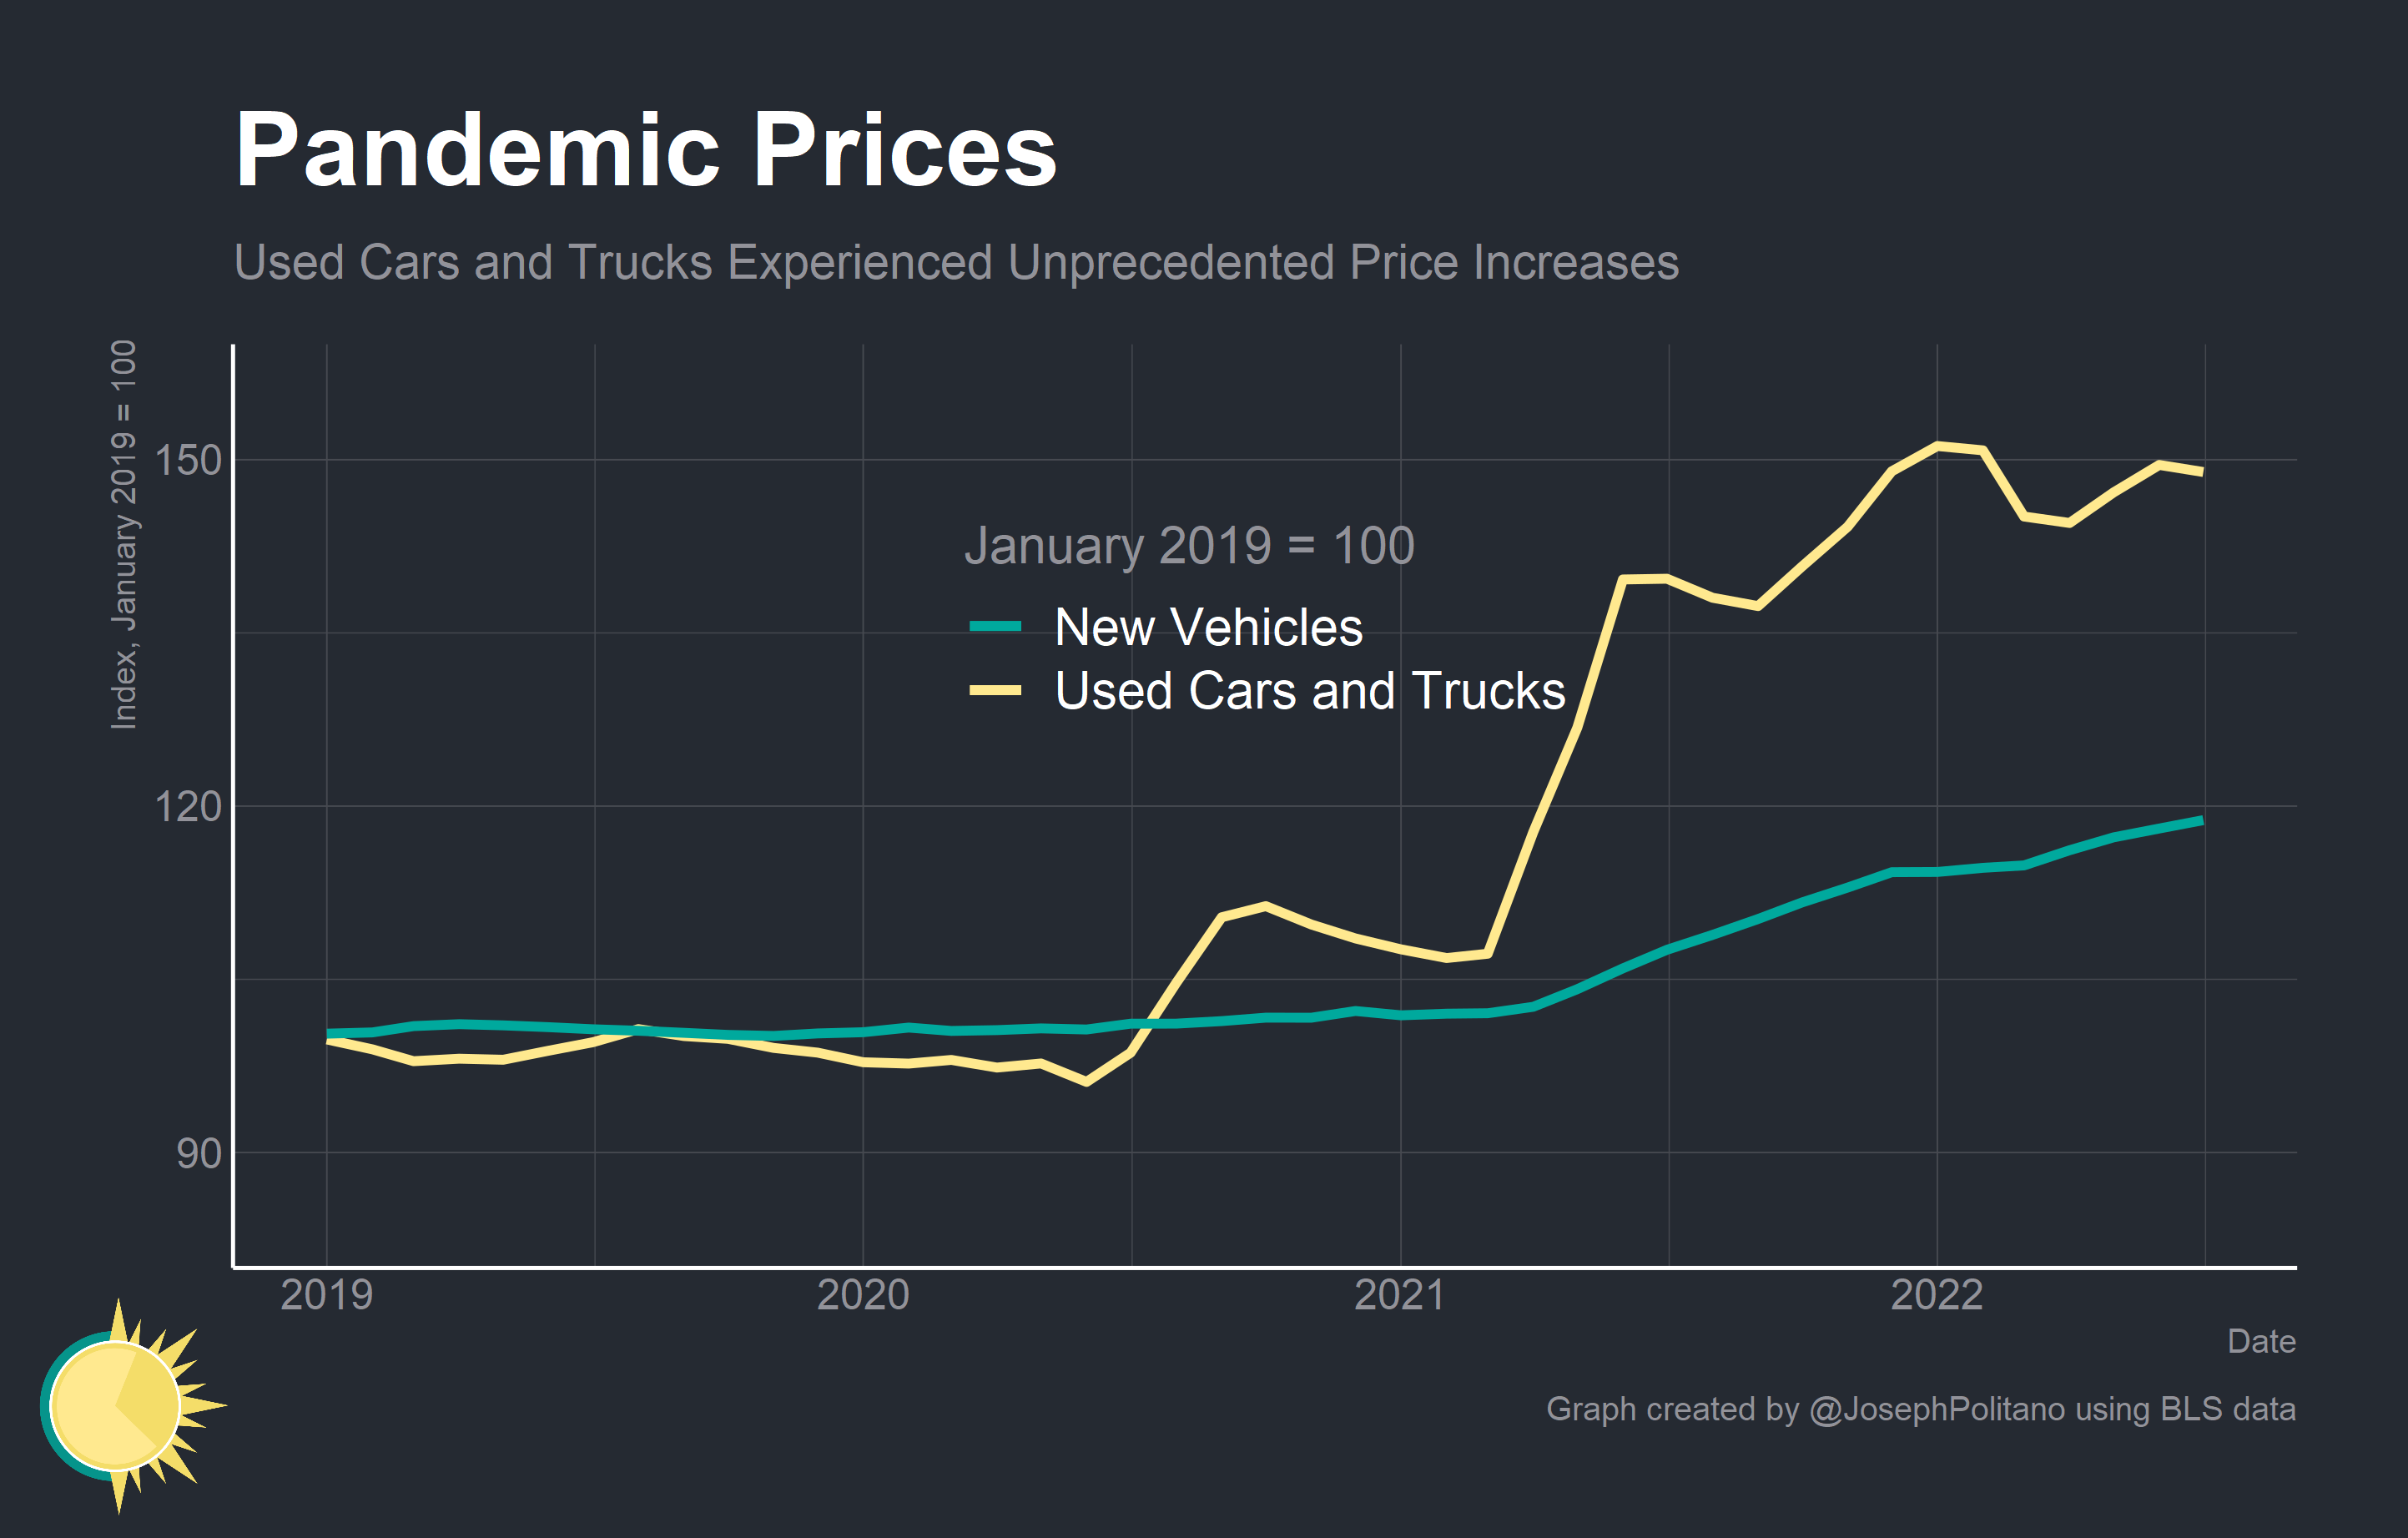 Pandemic Prices
Used Cars and Trucks Experienced Unprecedented Price Increases
Index, January 2019 = 100
150
120
90
January 2019 = 100
New Vehicles
Used Cars and Trucks
2019
2020
2021
2022
Date
Graph created by @JosephPolitano using BLS data